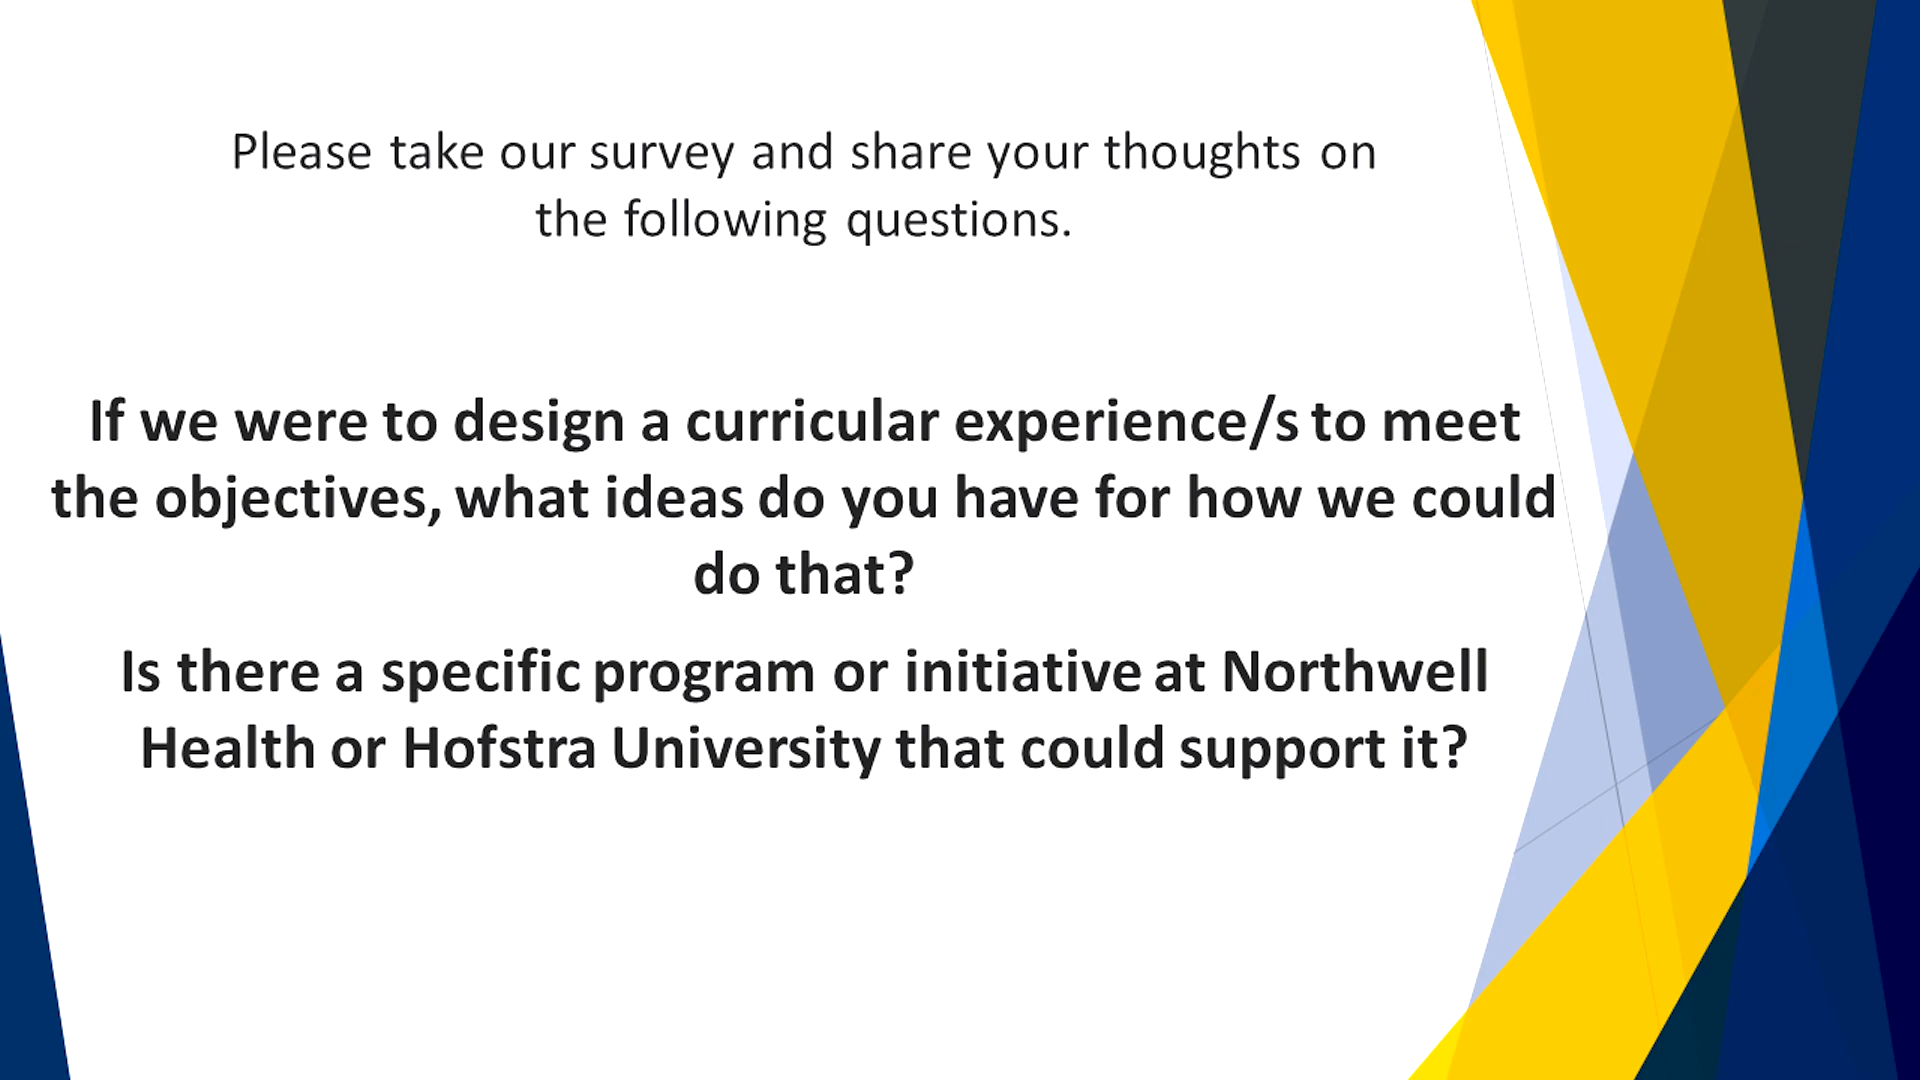 Please take our survey and share your thoughts on
the following questions.
If we were to design a curricular experience/s to meet
the objectives, what ideas do you have for how we could
do that?
Is there a specific program or initiative at Northwell
Health or Hofstra University that could support it?